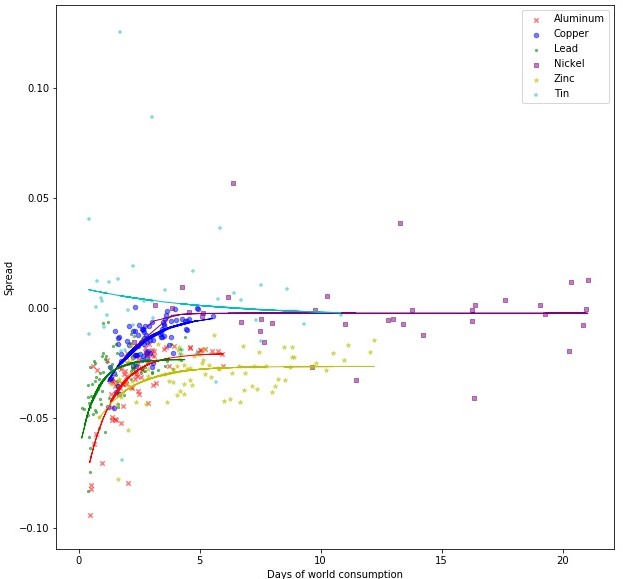 Aluminum
Copper
Lead
Nickel
Zinc
Tin
0.10
0.05
0.00
−0.05
−0.10
Spread
0
5
10
15
20
Days of world consumption